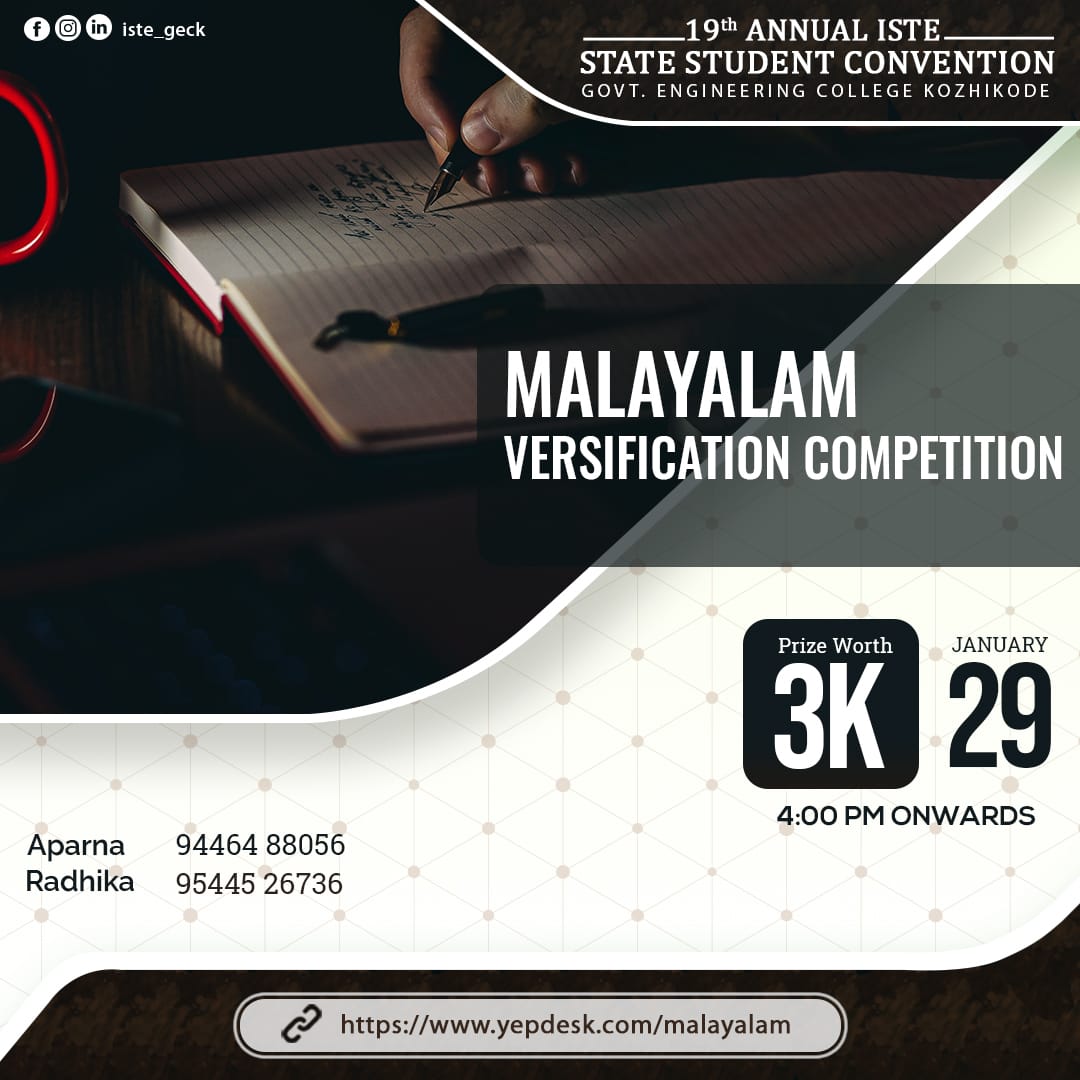 iste_geck
19th ANNUAL ISTE
STATE STUDENT CONVENTION
GOVT. ENGINEERING COLLEGE KOZHIKODE
MALAYALAM
VERSIFICATION COMPETITION
Prize Worth
3K
JANUARY
29
4:00 PM ONWARDS
Aparna 94464 88056
Radhika 95445 26736
https://www.yepdesk.com/malayalam